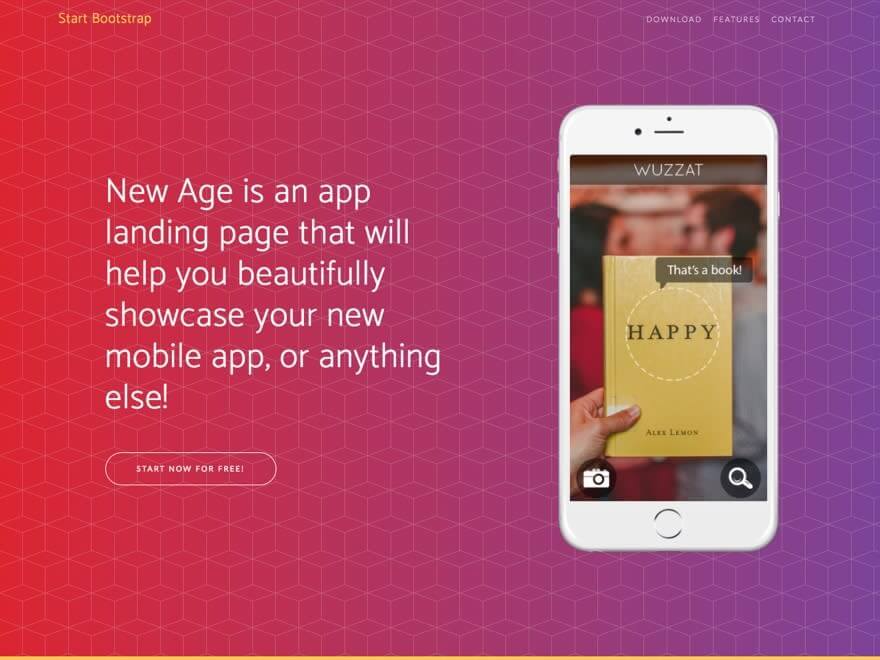 Start Bootstrap
DOWNLOAD FEATURES CONTACT
New Age is an app
landing page that will
help you beautifully
showcase your new
mobile app, or anything
else!
START NOW FOR FREE!
WUZZAT
That's a book!
HAPPY
ALEX LEMON